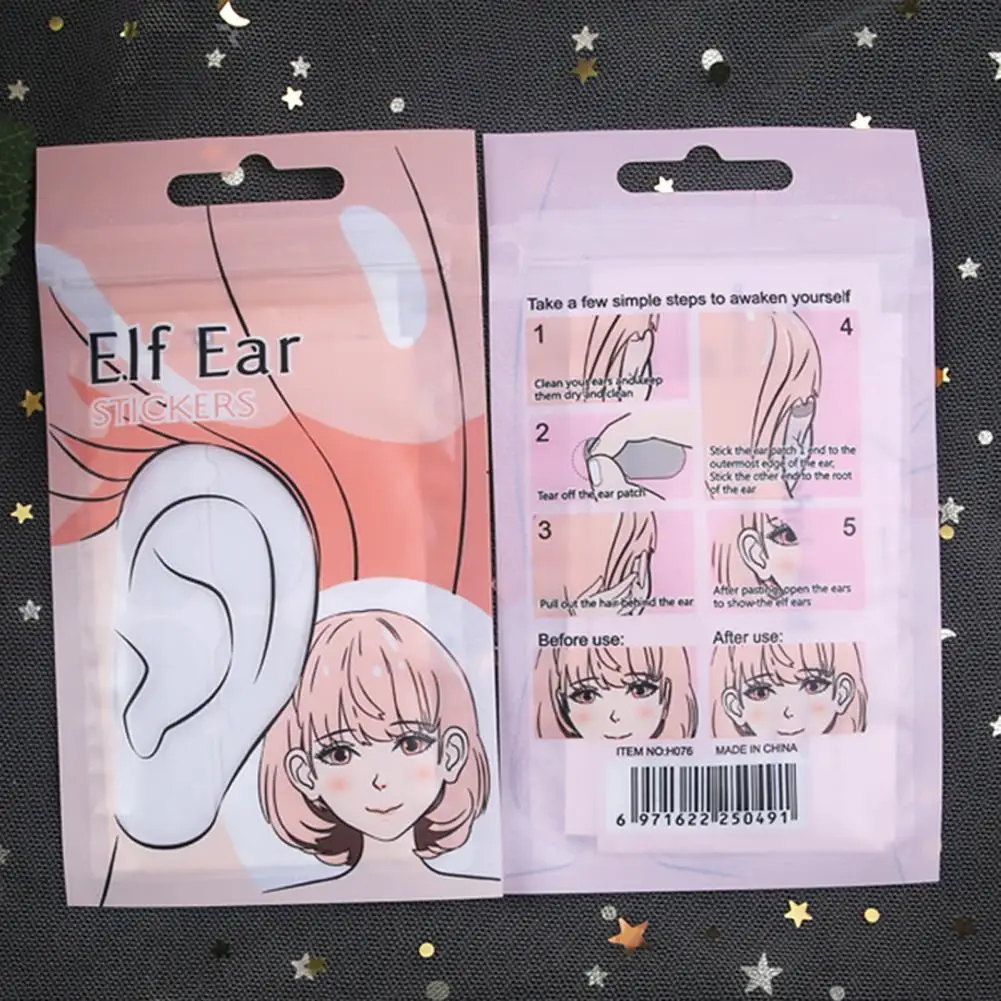 Elf Ear
STICKERS
Take a few simple steps to awaken yourself
1
Clean your ears and keep
them dry and clean
2
Tear off the ear patch
3
Pull out the hair behind the ear
4
Stick the ear patch 1 end to the
outermost edge of the ear,
Stick the other end to the root
of the ear
5
After pasting, open the ears
to show the elf ears
Before use:
After use:
ITEM NO:H076 MADE IN CHINA
6 971622 250491